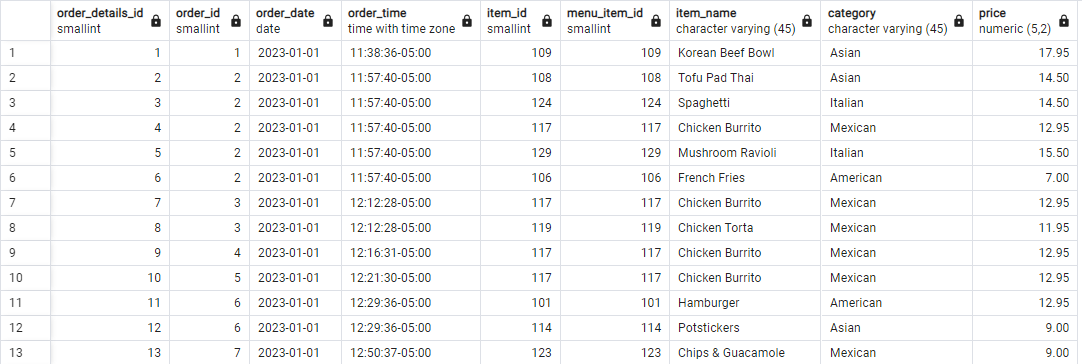 order_details_id order_id order_date order_time item_id menu_item_id item_name category price
smallint smallint date time with time zone smallint smallint character varying (45) character varying (45) numeric (5,2)
1 1 1 2023-01-01 11:38:36-05:00 109 109 Korean Beef Bowl Asian 17.95
2 2 2 2023-01-01 11:57:40-05:00 108 108 Tofu Pad Thai Asian 14.50
3 3 2 2023-01-01 11:57:40-05:00 124 124 Spaghetti Italian 14.50
4 4 2 2023-01-01 11:57:40-05:00 117 117 Chicken Burrito Mexican 12.95
5 5 2 2023-01-01 11:57:40-05:00 129 129 Mushroom Ravioli Italian 15.50
6 6 2 2023-01-01 11:57:40-05:00 106 106 French Fries American 7.00
7 7 3 2023-01-01 12:12:28-05:00 117 117 Chicken Burrito Mexican 12.95
8 8 3 2023-01-01 12:12:28-05:00 119 119 Chicken Torta Mexican 11.95
9 9 4 2023-01-01 12:16:31-05:00 117 117 Chicken Burrito Mexican 12.95
10 10 5 2023-01-01 12:21:30-05:00 117 117 Chicken Burrito Mexican 12.95
11 11 6 2023-01-01 12:29:36-05:00 101 101 Hamburger American 12.95
12 12 6 2023-01-01 12:29:36-05:00 114 114 Potstickers Asian 9.00
13 13 7 2023-01-01 12:50:37-05:00 123 123 Chips & Guacamole Mexican 9.00